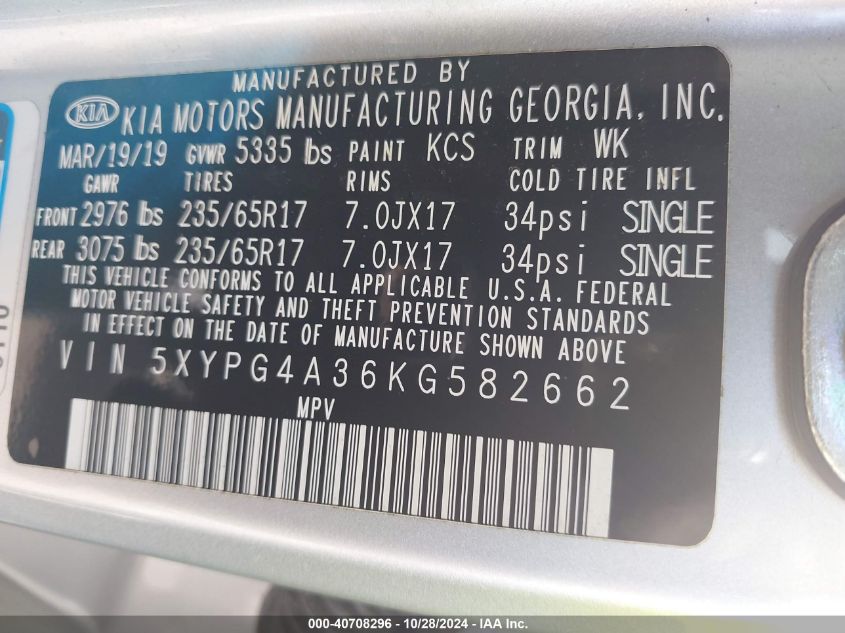 MANUFACTURED BY
KIA KIA MOTORS MANUFACTURING GEORGIA, INC.
MAR/19/19 GVWR 5335 lbs PAINT KCS TRIM WK
GAWR TIRES RIMS COLD TIRE INFL
FRONT 2976 lbs 235/65R17 7.0JX17 34psi SINGLE
REAR 3075 lbs 235/65R17 7.0JX17 34psi SINGLE
THIS VEHICLE CONFORMS TO ALL APPLICABLE U.S.A. FEDERAL
MOTOR VEHICLE SAFETY AND THEFT PREVENTION STANDARDS
IN EFFECT ON THE DATE OF MANUFACTURE SHOWN ABOVE
VIN 5XYPG4A36KG582662
MPV
000-40708296 - 10/28/2024 - IAA Inc.